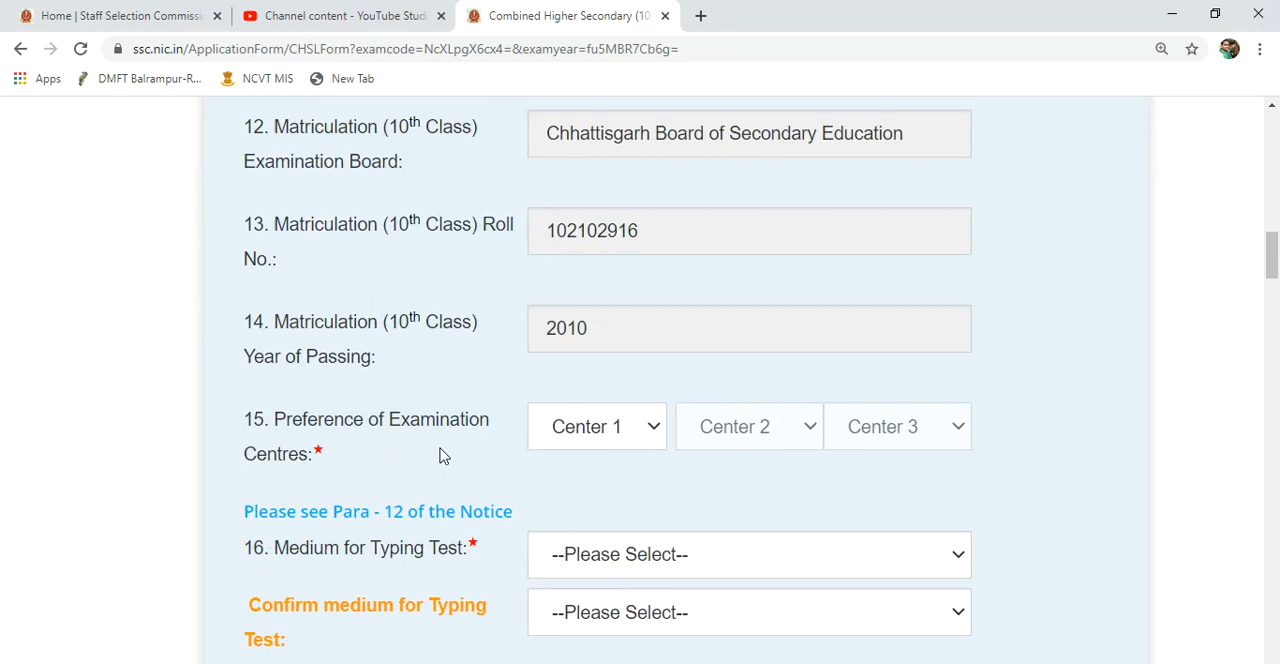 Home | Staff Selection Commissi
Channel content - YouTube Studi
Combined Higher Secondary (10
ssc.nic.in/ApplicationForm/CHSLForm?examcode=NcXLpgX6cx4=&examyear=fu5MBR7Cb6g=
Apps
DMFT Balrampur-R...
NCVT MIS
New Tab
12. Matriculation (10th Class)
Examination Board:
Chhattisgarh Board of Secondary Education
13. Matriculation (10th Class) Roll
No.:
102102916
14. Matriculation (10th Class)
Year of Passing:
2010
15. Preference of Examination
Centres:★
Center 1
Center 2
Center 3
Please see Para - 12 of the Notice
16. Medium for Typing Test:★
--Please Select--
Confirm medium for Typing
Test:
--Please Select--